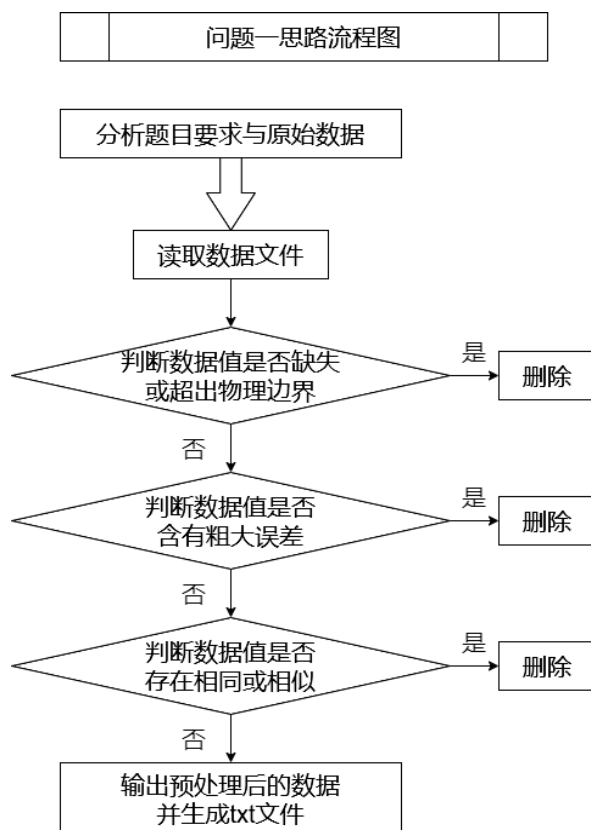 问题一思路流程图
分析题目要求与原始数据
读取数据文件
判断数据值是否缺失
或超出物理边界
是
删除
否
判断数据值是否
含有粗大误差
是
删除
否
判断数据值是否
存在相同或相似
是
删除
否
输出预处理后的数据
并生成txt文件